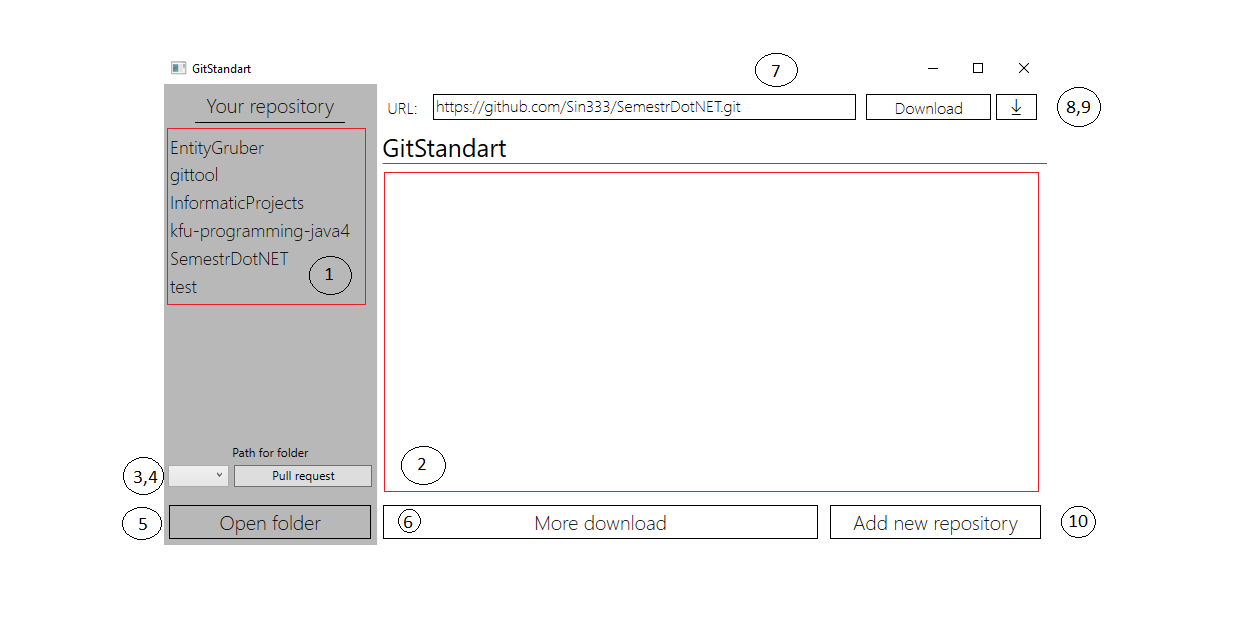 GitStandart
7
Your repository
URL: https://github.com/Sin333/SemestrDotNET.git Download 8,9
GitStandart
EntityGruber
gittool
InformaticProjects
kfu-programming-java4
SemestrDotNET
1
test
Path for folder
2
3,4 Pull request
5 Open folder 6 More download Add new repository 10